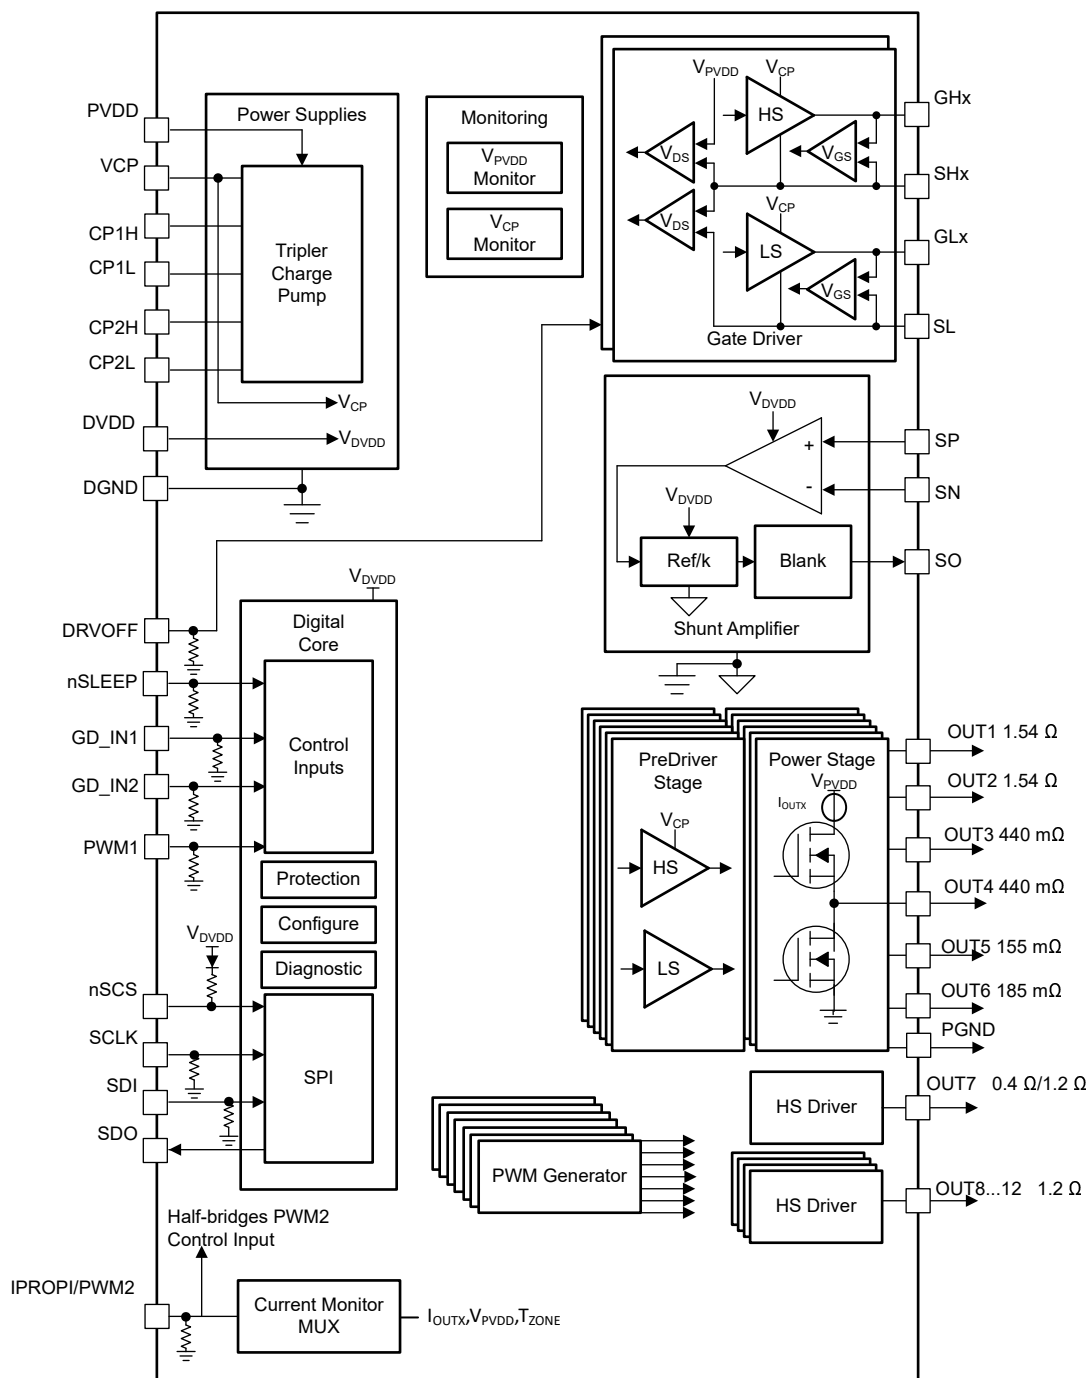 PVDD
VCP
CP1H
CP1L
CP2H
CP2L
DVDD
DGND
Power Supplies
Tripler
Charge
Pump
VCP
VDVDD
Monitoring
VPVDD
Monitor
VCP
Monitor
VPVDD
VCP
HS
VDS
VGS
VDS
VCP
LS
VGS
Gate Driver
GHx
SHx
GLx
SL
VDVDD
+
-
VDVDD
Ref/k
Blank
Shunt Amplifier
SP
SN
SO
DRVOFF
nSLEEP
GD_IN1
GD_IN2
PWM1
VDVDD
nSCS
SCLK
SDI
SDO
VDVDD
Digital
Core
Control
Inputs
Protection
Configure
Diagnostic
SPI
PreDriver
Stage
VCP
HS
LS
Power Stage
VPVDD
IOUTX
OUT1 1.54 Ω
OUT2 1.54 Ω
OUT3 440 mΩ
OUT4 440 mΩ
OUT5 155 mΩ
OUT6 185 mΩ
PGND
OUT7 0.4 Ω/1.2 Ω
OUT8...12 1.2 Ω
HS Driver
HS Driver
PWM Generator
Half-bridges PWM2
Control Input
IPROPI/PWM2
Current Monitor
MUX
IOUTX,VPVDD,TZONE